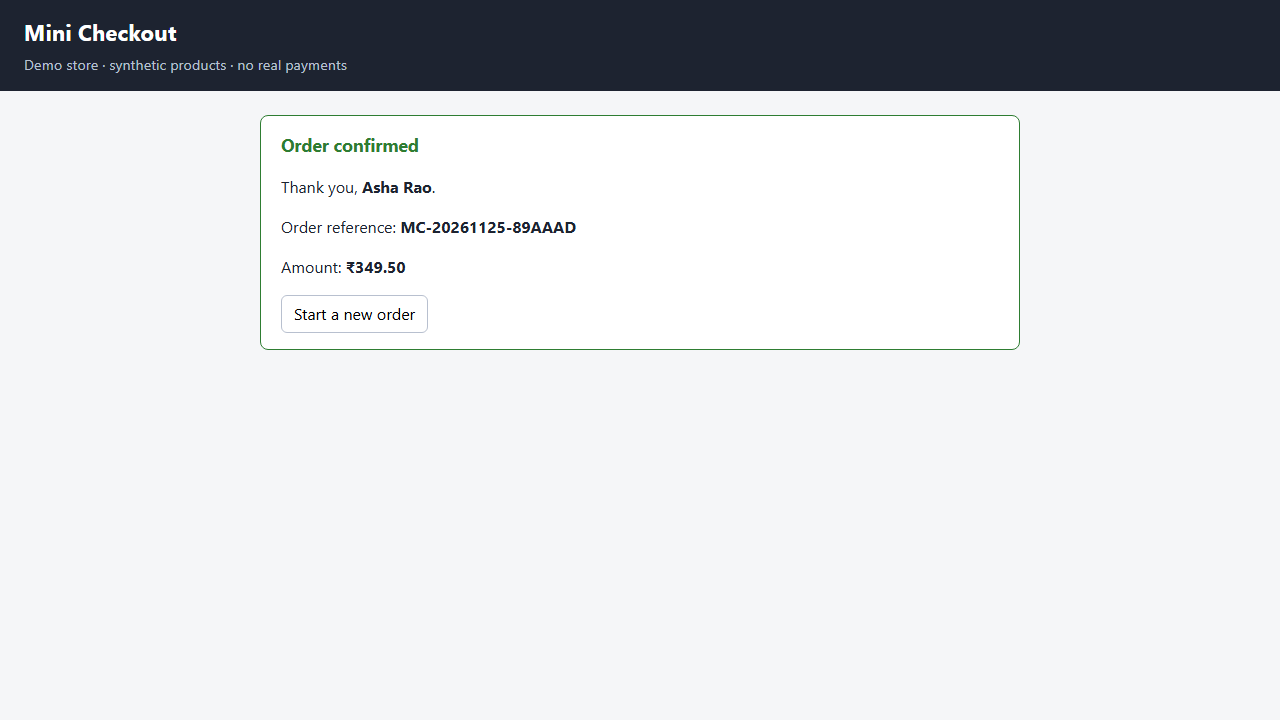 Mini Checkout
Demo store · synthetic products · no real payments
Order confirmed
Thank you, Asha Rao.
Order reference: MC-20261125-89AAAD
Amount: ₹349.50
Start a new order